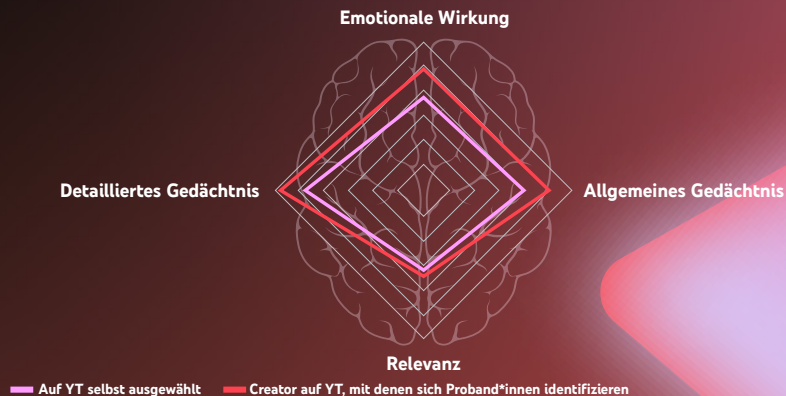 Emotionale Wirkung
Detailliertes Gedächtnis
Allgemeines Gedächtnis
Relevanz
Auf YT selbst ausgewählt
Creator auf YT, mit denen sich Proband*innen identifizieren